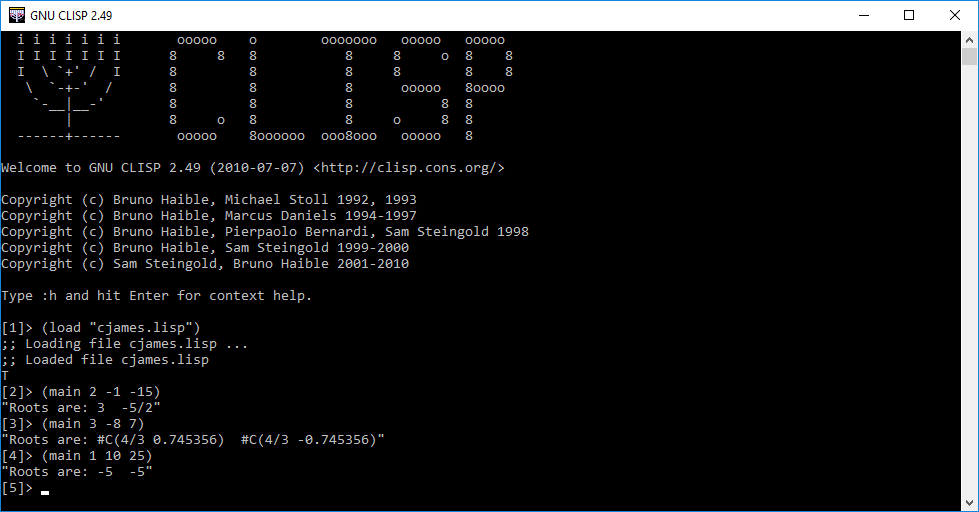 GNU CLISP 2.49
  i i i i i i i       ooooo    o        ooooooo   ooooo   ooooo
  I I I I I I I      8     8   8           8     8     o  8    8
  I  \ `+' /  I      8         8           8     8        8    8
   \  `-+-'  /       8         8           8      ooooo   8oooo
    `-__|__-'        8         8           8           8  8
        |            8     o   8           8     o     8  8
  ------+------       ooooo    8oooooo  ooo8ooo   ooooo   8
Welcome to GNU CLISP 2.49 (2010-07-07) <http://clisp.cons.org/>
Copyright (c) Bruno Haible, Michael Stoll 1992, 1993
Copyright (c) Bruno Haible, Marcus Daniels 1994-1997
Copyright (c) Bruno Haible, Pierpaolo Bernardi, Sam Steingold 1998
Copyright (c) Bruno Haible, Sam Steingold 1999-2000
Copyright (c) Sam Steingold, Bruno Haible 2001-2010
Type :h and hit Enter for context help.
[1]> (load "cjames.lisp")
;; Loading file cjames.lisp ...
;; Loaded file cjames.lisp
T
[2]> (main 2 -1 -15)
"Roots are: 3  -5/2"
[3]> (main 3 -8 7)
"Roots are: #C(4/3 0.745356)  #C(4/3 -0.745356)"
[4]> (main 1 10 25)
"Roots are: -5  -5"
[5]>